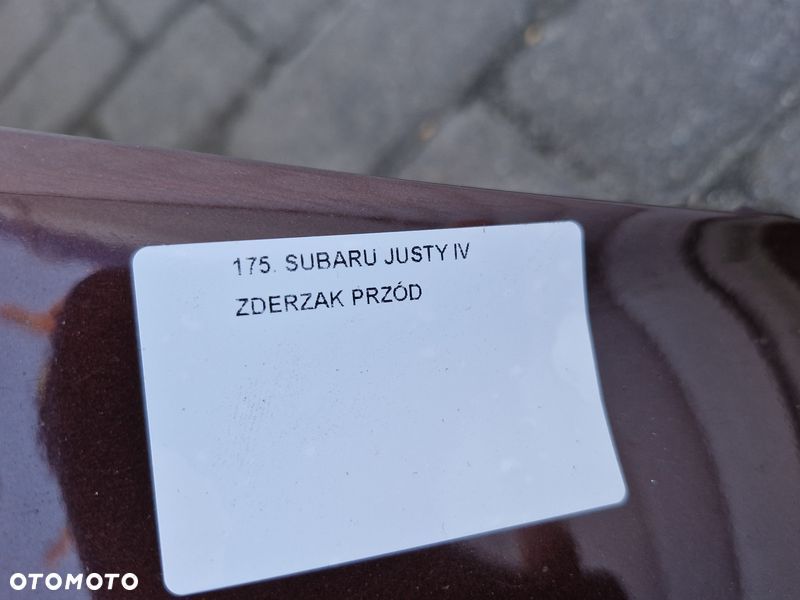 175. SUBARU JUSTY IV
ZDERZAK PRZÓD
OTOMOTO